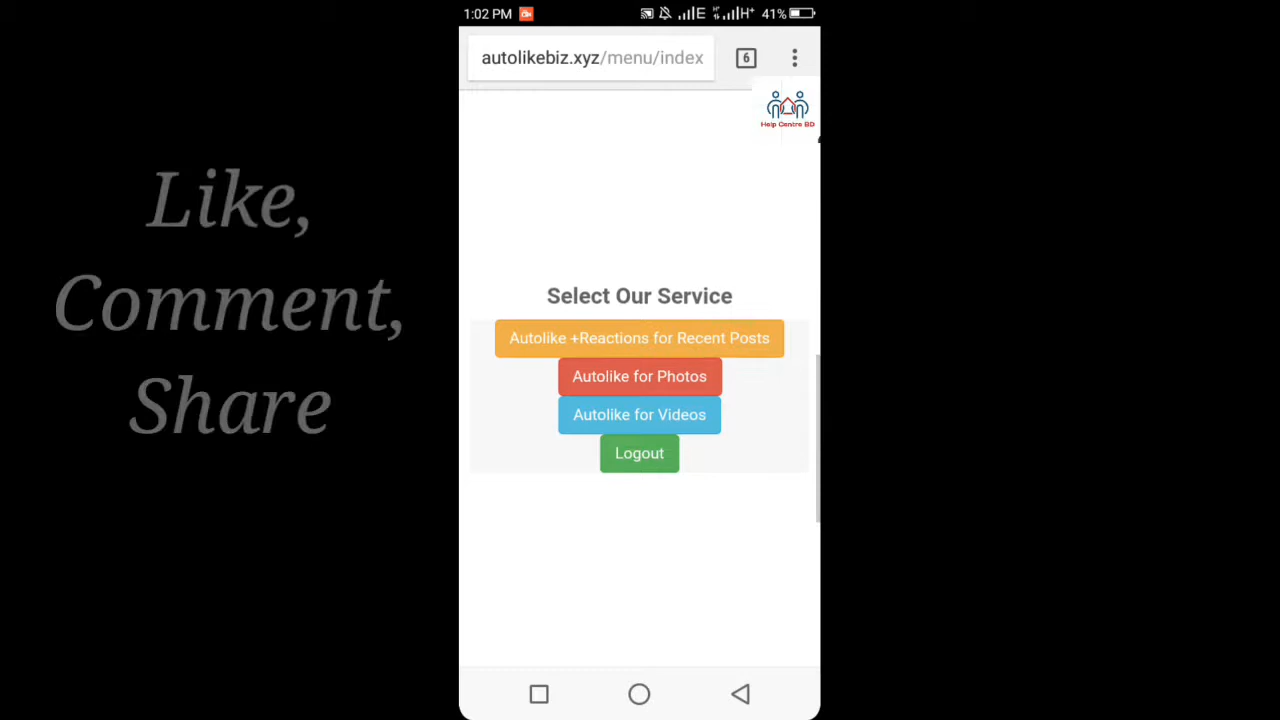 1:02 PM
E
H+
41%
autolikebiz.xyz/menu/index
6
Help Centre BD
Like,
Comment,
Share
Select Our Service
Autolike +Reactions for Recent Posts
Autolike for Photos
Autolike for Videos
Logout